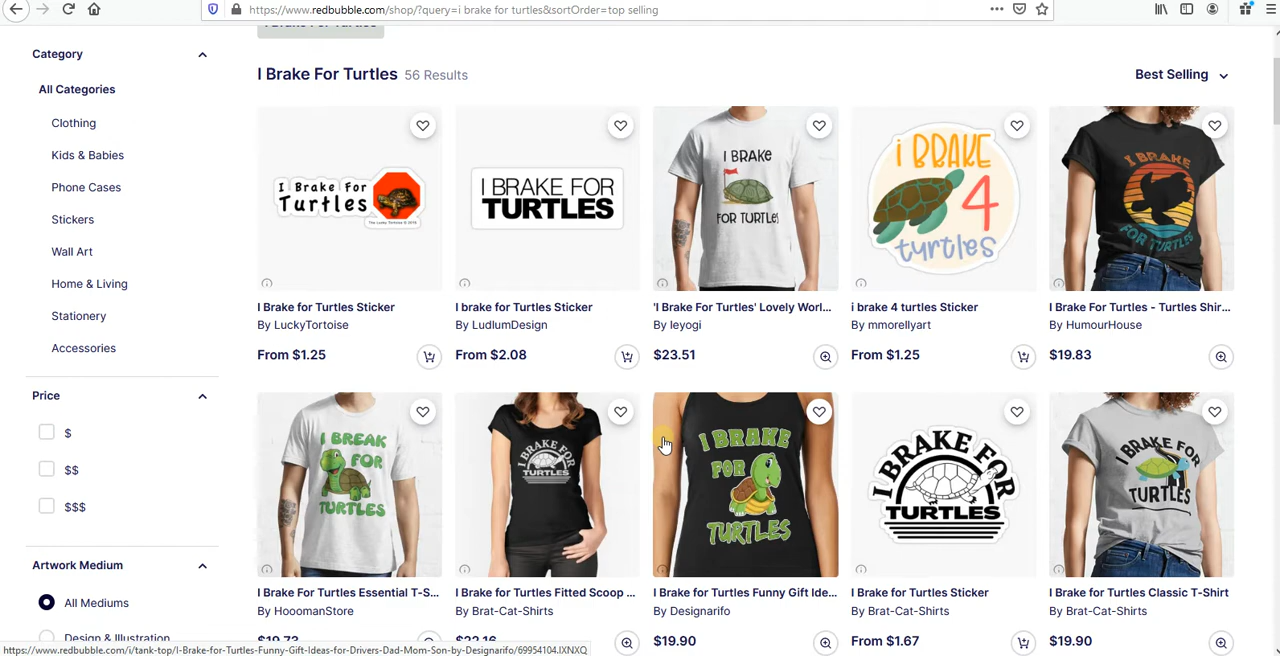 https://www.redbubble.com/shop/?query=i brake for turtles&sortOrder=top selling
I Brake For Turtles
Category
All Categories
Clothing
Kids & Babies
Phone Cases
Stickers
Wall Art
Home & Living
Stationery
Accessories
Price
$
$$
$$$
Artwork Medium
All Mediums
Design & Illustration
I Brake For Turtles 56 Results
Best Selling
I Brake For
Turtles
I BRAKE FOR
TURTLES
I BRAKE
FOR TURTLES
i BRAKE
4
turtles
I BRAKE
FOR TURTLES
I Brake for Turtles Sticker
By LuckyTortoise
From $1.25
I brake for Turtles Sticker
By LudlumDesign
From $2.08
'I Brake For Turtles' Lovely Worl...
By leyogi
$23.51
i brake 4 turtles Sticker
By mmorellyart
From $1.25
I Brake For Turtles - Turtles Shir...
By HumourHouse
$19.83
I BREAK
FOR
TURTLES
I BRAKE FOR
TURTLES
I BRAKE
FOR
TURTLES
I BRAKE FOR
TURTLES
I BRAKE FOR
TURTLES
I Brake For Turtles Essential T-S...
By HooomanStore
$19.73
I Brake For Turtles Fitted Scoop ...
By Brat-Cat-Shirts
$22.16
I Brake for Turtles Funny Gift Ide...
By Designarifo
$19.90
I Brake for Turtles Sticker
By Brat-Cat-Shirts
From $1.67
I Brake for Turtles Classic T-Shirt
By Brat-Cat-Shirts
$19.90
https://www.redbubble.com/i/tank-top/I-Brake-for-Turtles-Funny-Gift-Ideas-for-Drivers-Dad-Mom-Son-by-Designarifo/69954104.IXNXQ